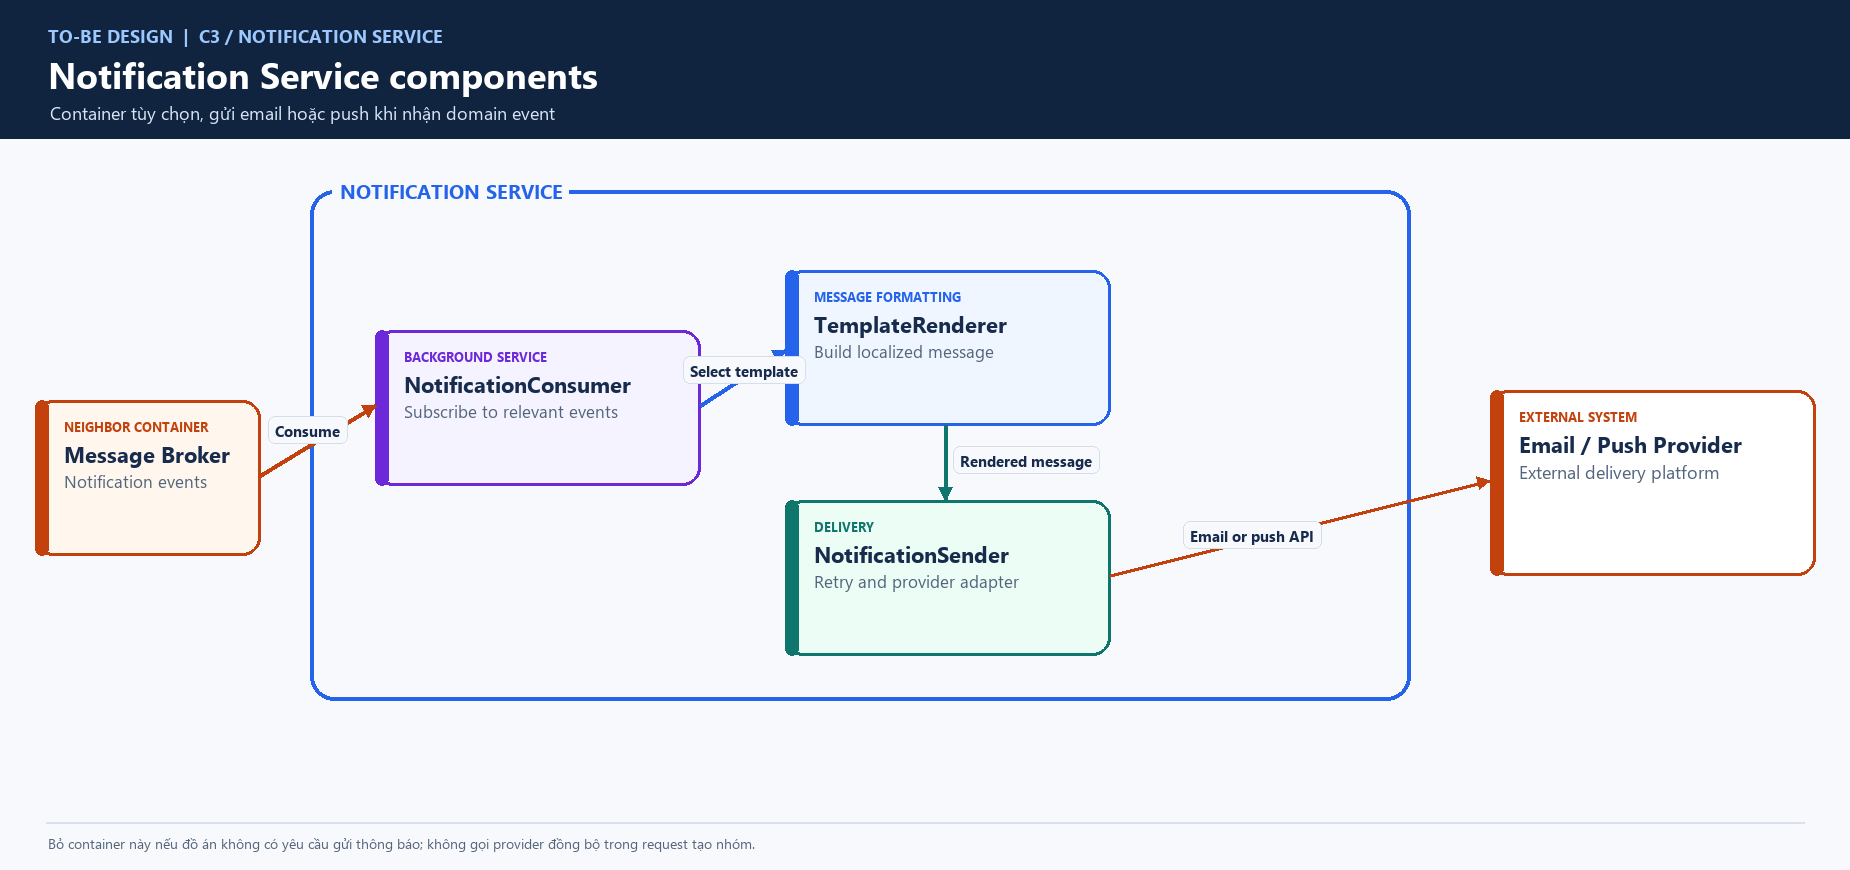 TO-BE DESIGN | C3 / NOTIFICATION SERVICE
Notification Service components
Container tùy chọn, gửi email hoặc push khi nhận domain event
NOTIFICATION SERVICE
NEIGHBOR CONTAINER
Message Broker
Notification events
Consume
BACKGROUND SERVICE
NotificationConsumer
Subscribe to relevant events
Select template
MESSAGE FORMATTING
TemplateRenderer
Build localized message
Rendered message
DELIVERY
NotificationSender
Retry and provider adapter
Email or push API
EXTERNAL SYSTEM
Email / Push Provider
External delivery platform
Bỏ container này nếu đồ án không có yêu cầu gửi thông báo; không gọi provider đồng bộ trong request tạo nhóm.